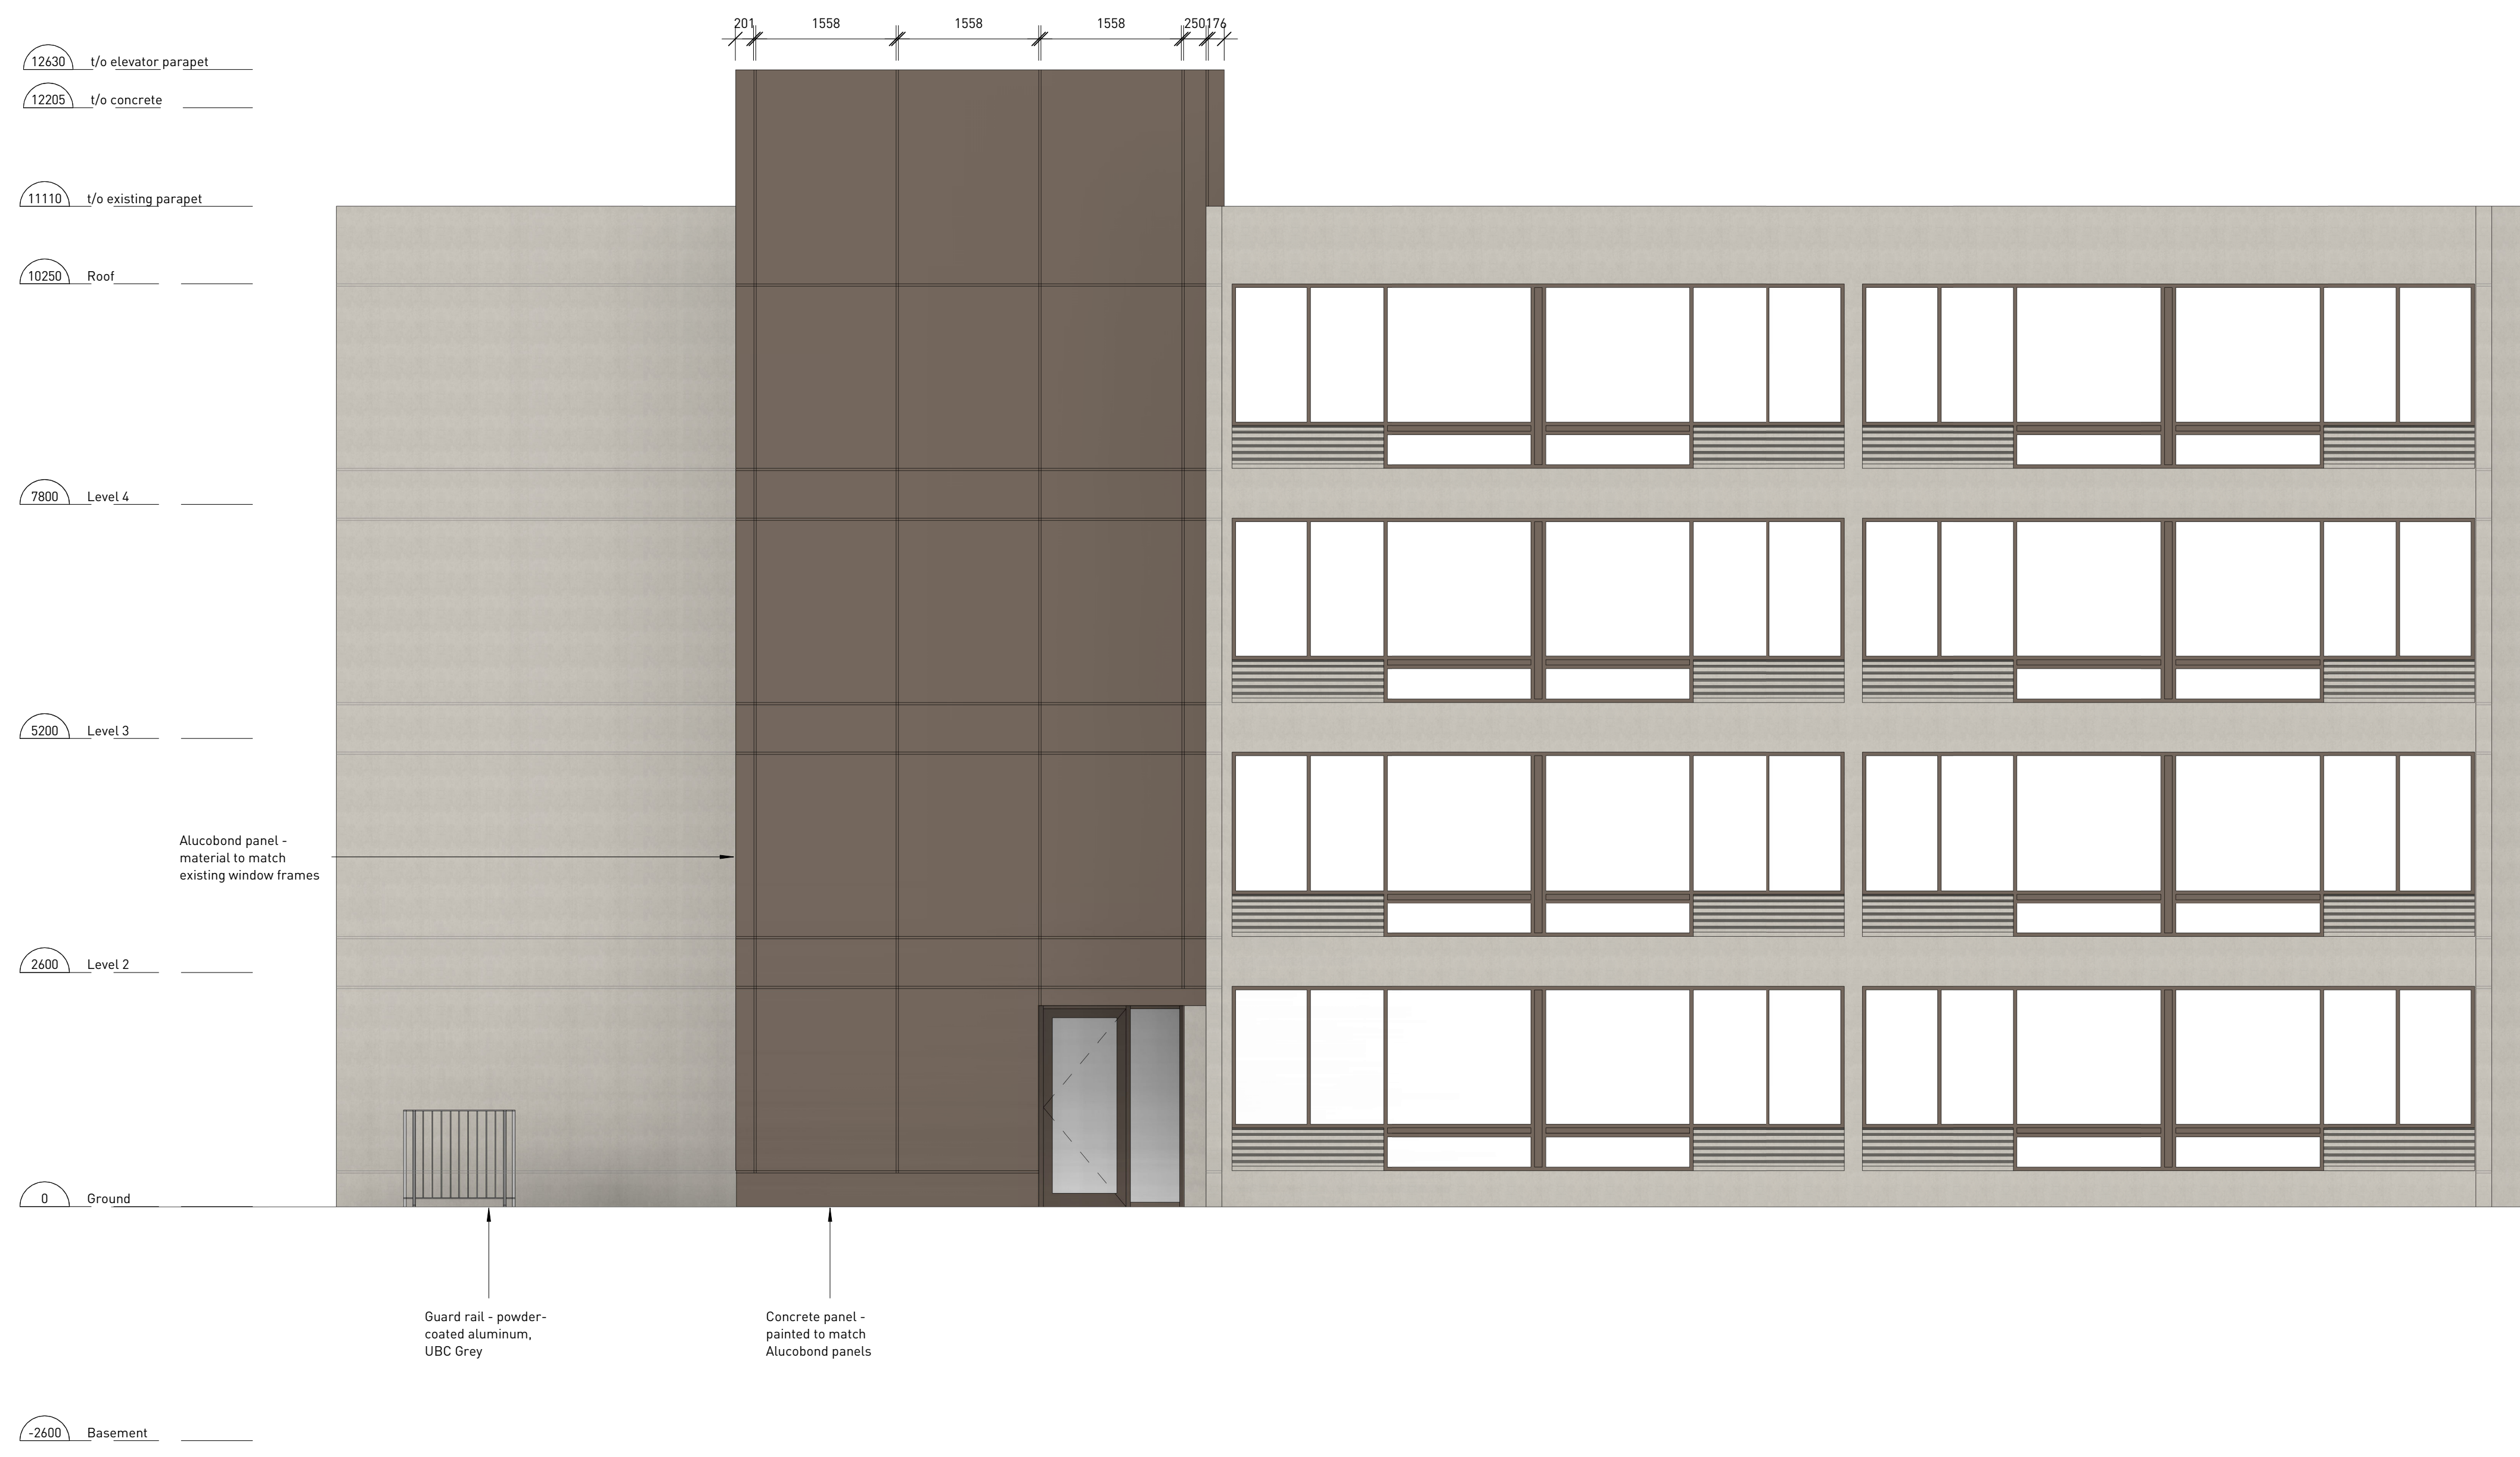 201 1558 1558 1558 250 176
12630 t/o elevator parapet
12205 t/o concrete
11110 t/o existing parapet
10250 Roof
7800 Level 4
5200 Level 3
Alucobond panel -
material to match
existing window frames
2600 Level 2
0 Ground
Guard rail - powder-
coated aluminum,
UBC Grey
Concrete panel -
painted to match
Alucobond panels
-2600 Basement